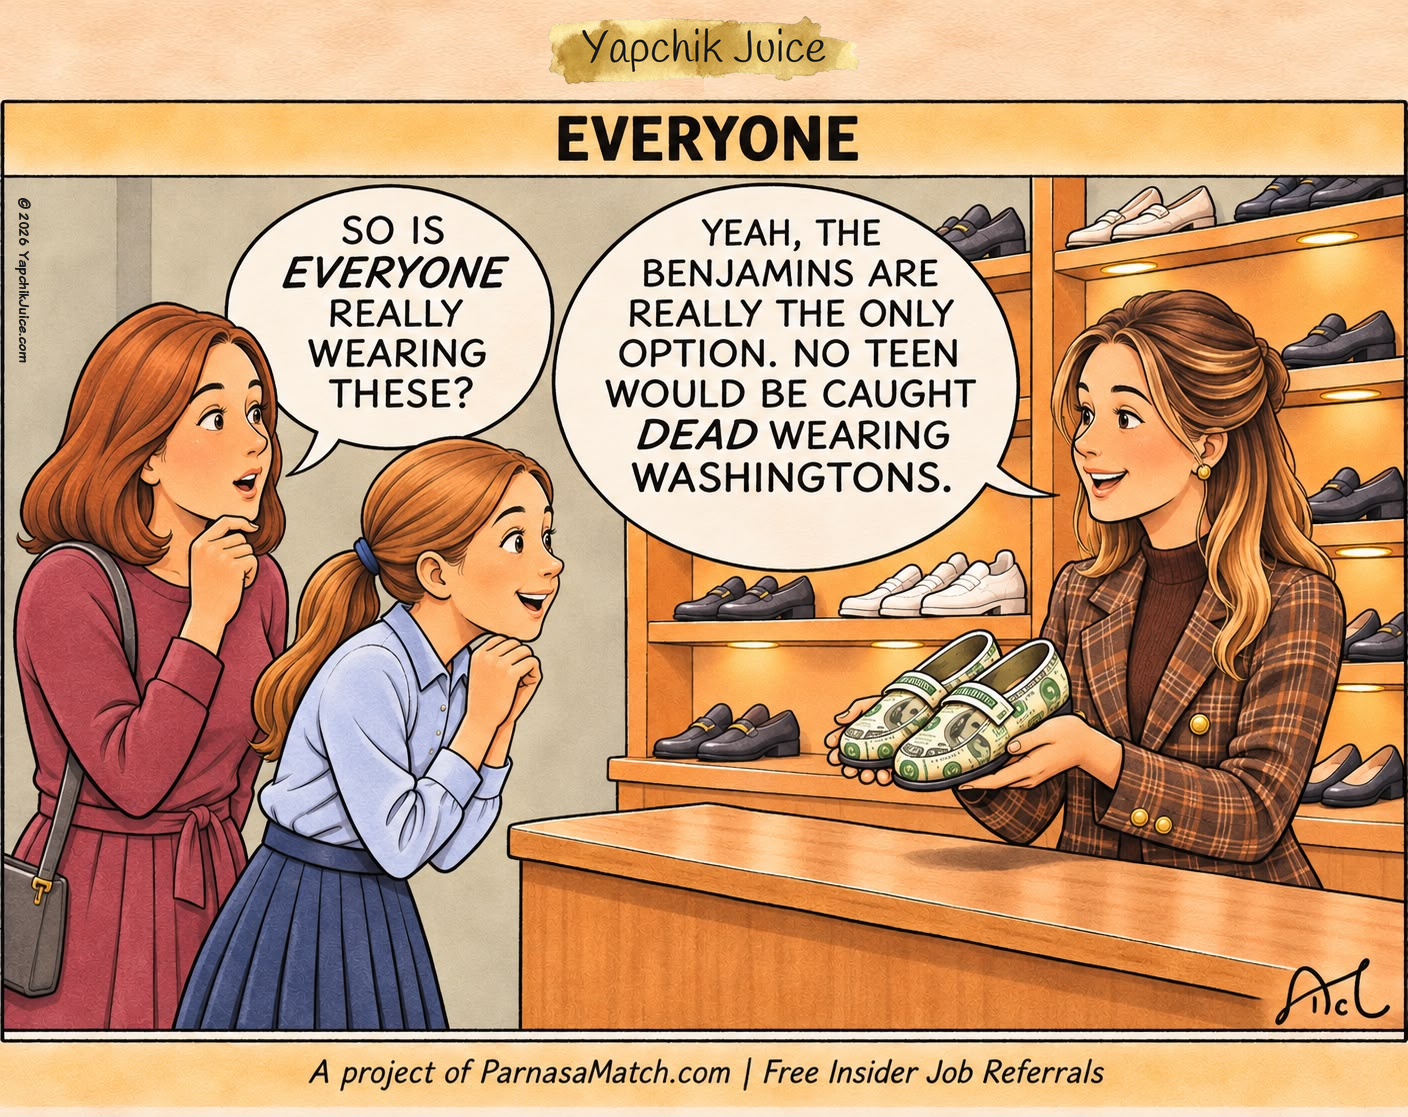 Yapchik Juice
EVERYONE
© 2026 YapchikJuice.com
SO IS
EVERYONE
REALLY
WEARING
THESE?
YEAH, THE
BENJAMINS ARE
REALLY THE ONLY
OPTION. NO TEEN
WOULD BE CAUGHT
DEAD WEARING
WASHINGTONS.
A project of ParnasaMatch.com | Free Insider Job Referrals